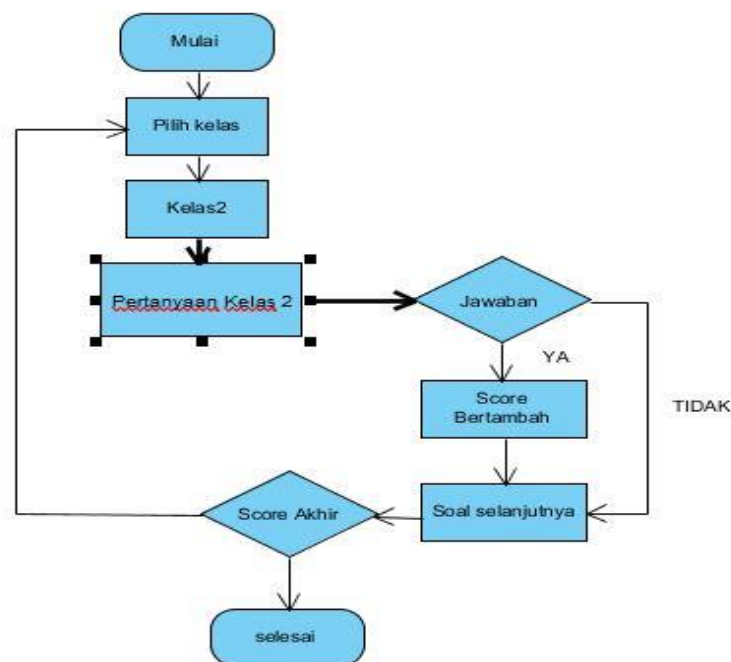 Mulai
Pilih kelas
Kelas2
Pertanyaan Kelas 2
Jawaban
YA
Score
Bertambah
TIDAK
Soal selanjutnya
Score Akhir
selesai